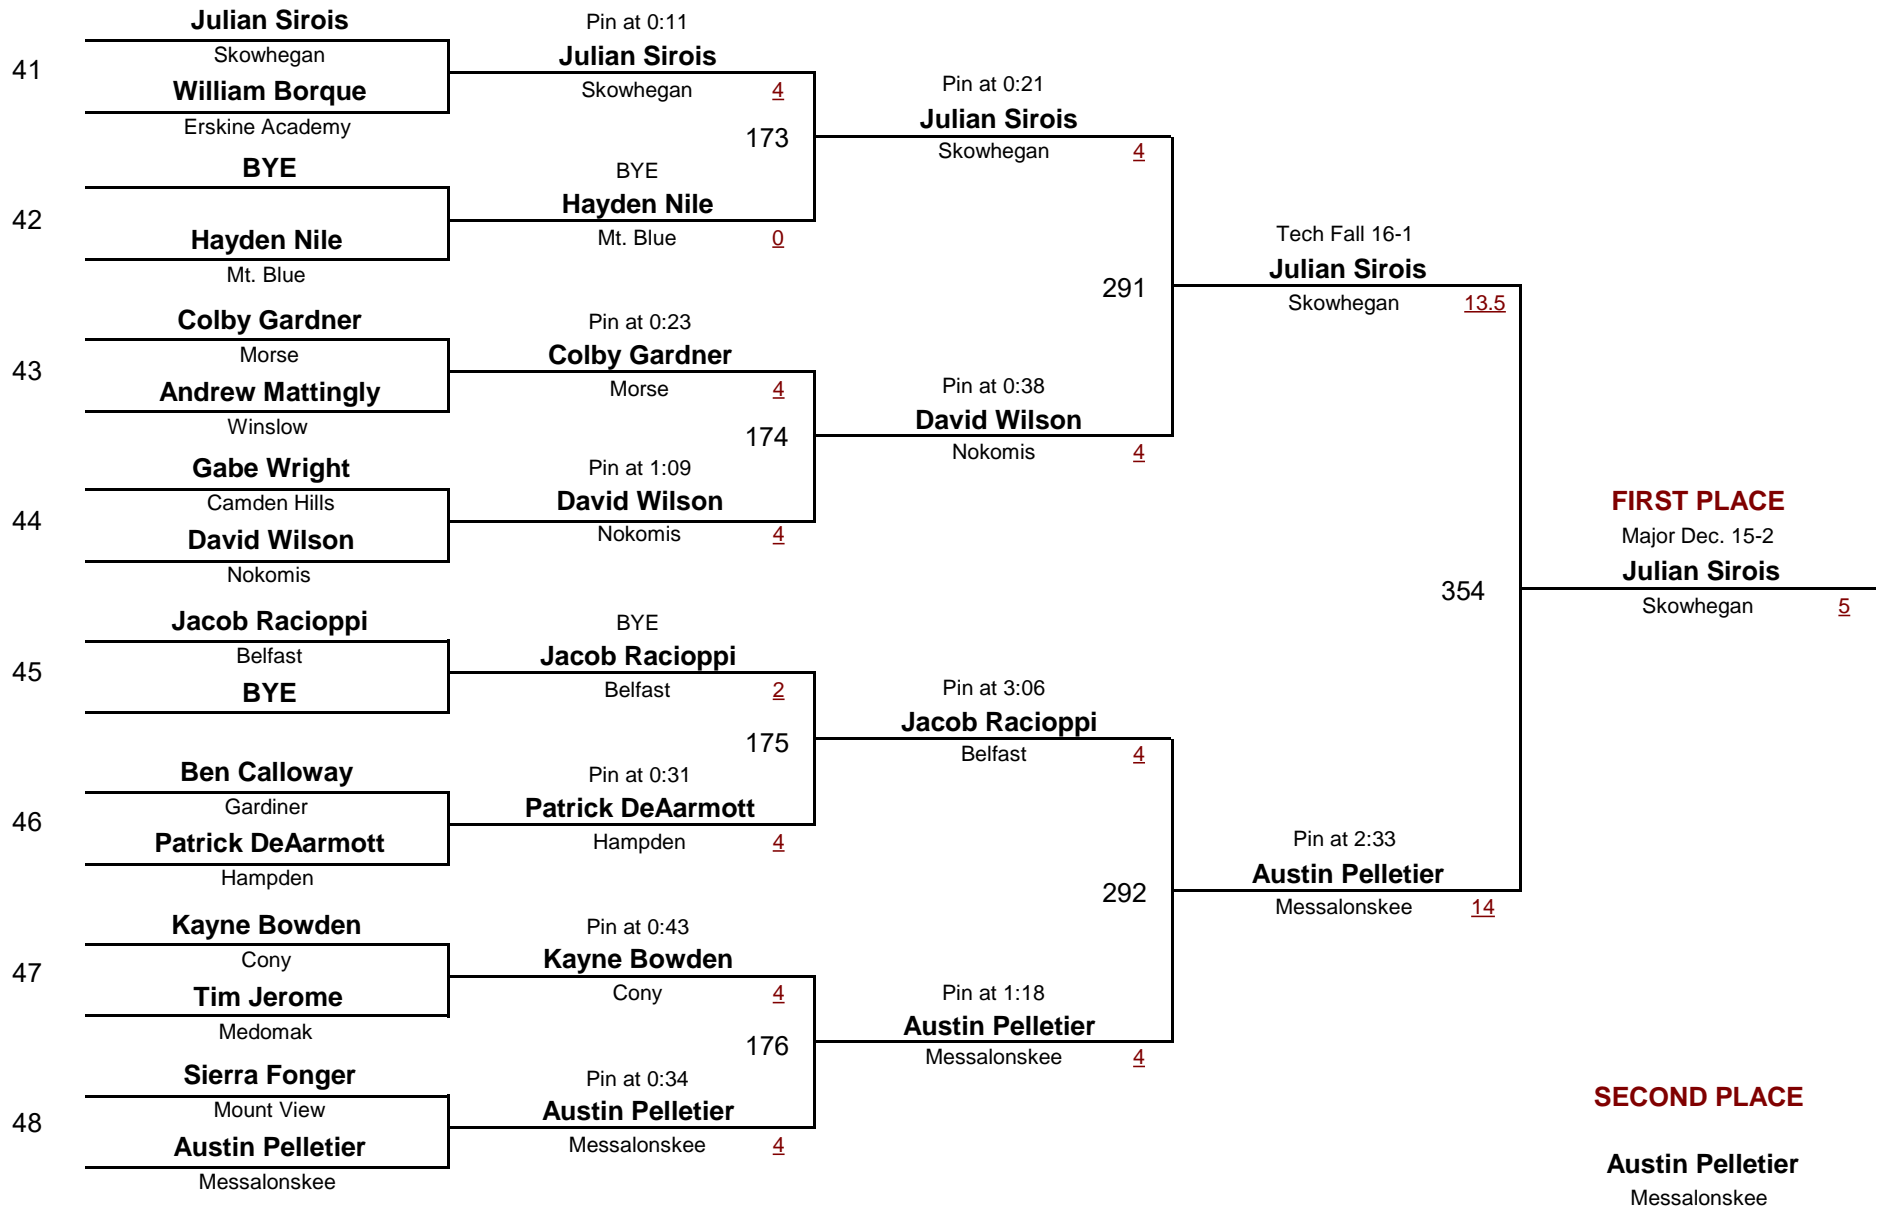 Julian Sirois
Skowhegan
41
William Borque
Erskine Academy
BYE
42
Hayden Nile
Mt. Blue
Colby Gardner
Morse
43
Andrew Mattingly
Winslow
Gabe Wright
Camden Hills
44
David Wilson
Nokomis
Jacob Racioppi
Belfast
45
BYE
Ben Calloway
Gardiner
46
Patrick DeAarmott
Hampden
Kayne Bowden
Cony
47
Tim Jerome
Medomak
Sierra Fonger
Mount View
48
Austin Pelletier
Messalonskee
Pin at 0:11
Julian Sirois
Skowhegan 4
173
BYE
Hayden Nile
Mt. Blue 0
Pin at 0:23
Colby Gardner
Morse 4
174
Pin at 1:09
David Wilson
Nokomis 4
BYE
Jacob Racioppi
Belfast 2
175
Pin at 0:31
Patrick DeAarmott
Hampden 4
Pin at 0:43
Kayne Bowden
Cony 4
176
Pin at 0:34
Austin Pelletier
Messalonskee 4
Pin at 0:21
Julian Sirois
Skowhegan 4
291
Pin at 0:38
David Wilson
Nokomis 4
Pin at 3:06
Jacob Racioppi
Belfast 4
292
Pin at 1:18
Austin Pelletier
Messalonskee 4
Tech Fall 16-1
Julian Sirois
Skowhegan 13.5
354
Pin at 2:33
Austin Pelletier
Messalonskee 14
FIRST PLACE
Major Dec. 15-2
Julian Sirois
Skowhegan 5
SECOND PLACE
Austin Pelletier
Messalonskee